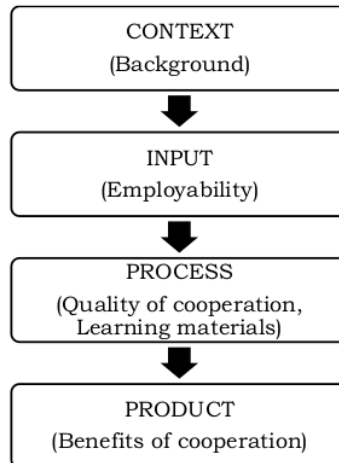 CONTEXT
(Background)
INPUT
(Employability)
PROCESS
(Quality of cooperation,
Learning materials)
PRODUCT
(Benefits of cooperation)